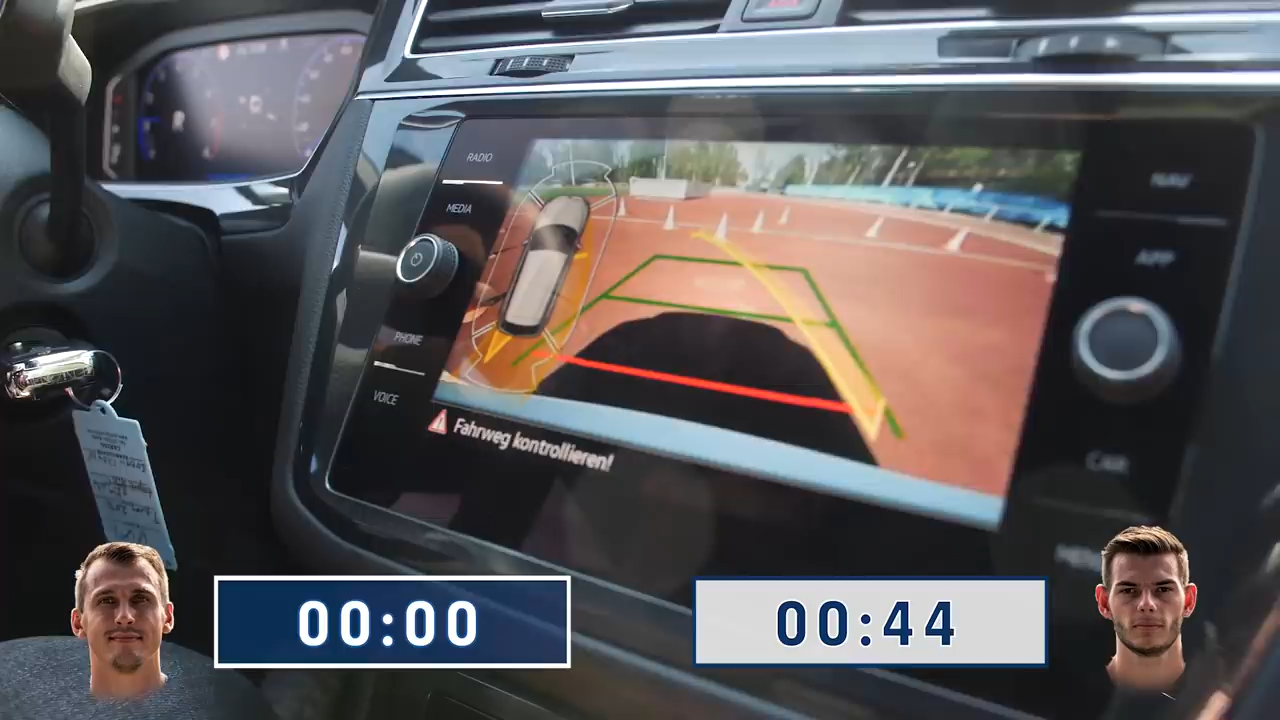 RADIO
MEDIA
PHONE
VOICE
NAV
APP
CAR
Fahrweg kontrollieren!
00:00
00:44